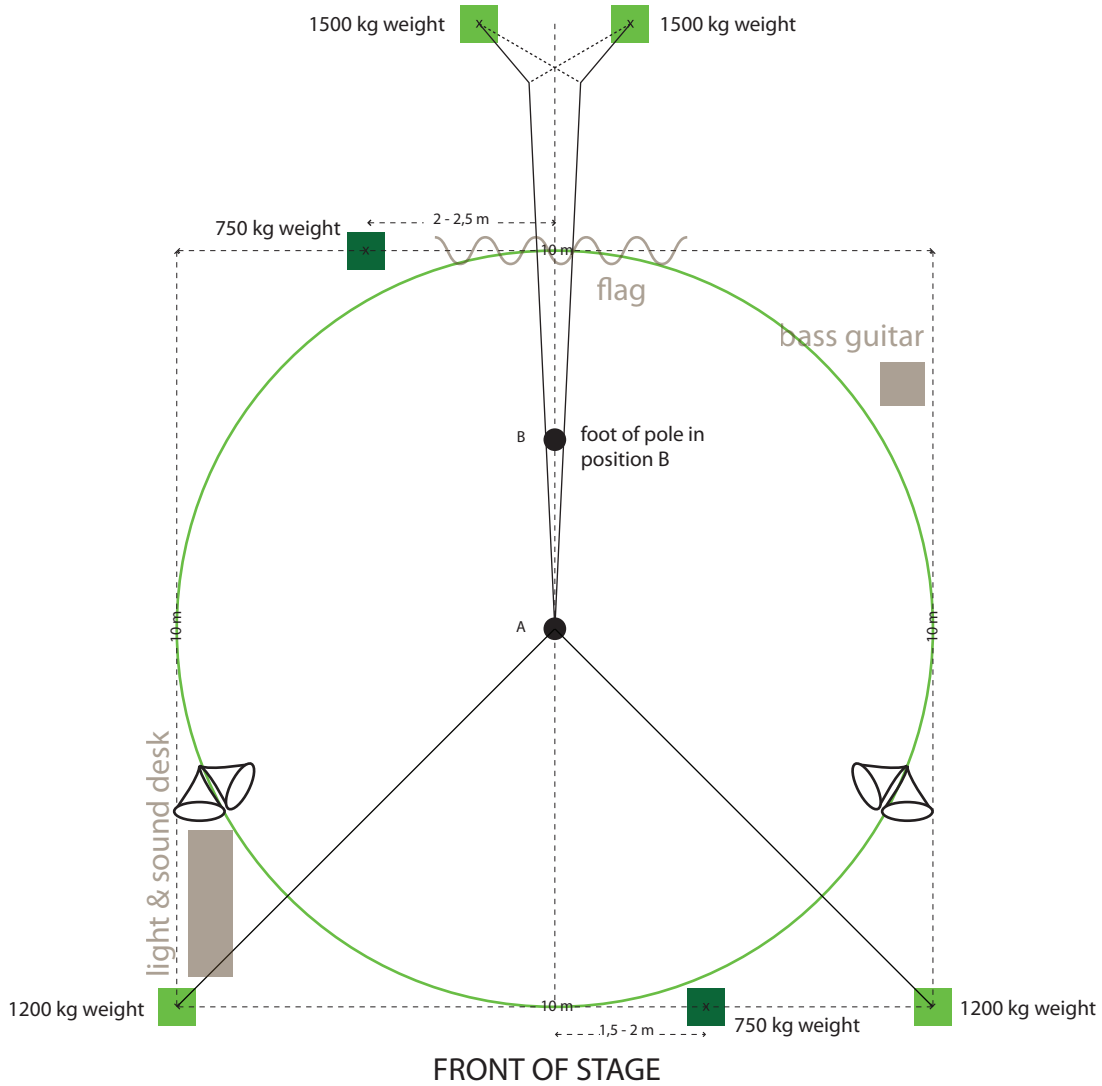 1500 kg weight
1500 kg weight
x
x
2 - 2,5 m
750 kg weight
x
10 m
flag
bass guitar
B
foot of pole in
position B
A
10 m
10 m
light & sound desk
1200 kg weight
10 m
x
1200 kg weight
750 kg weight
1,5 - 2 m
FRONT OF STAGE